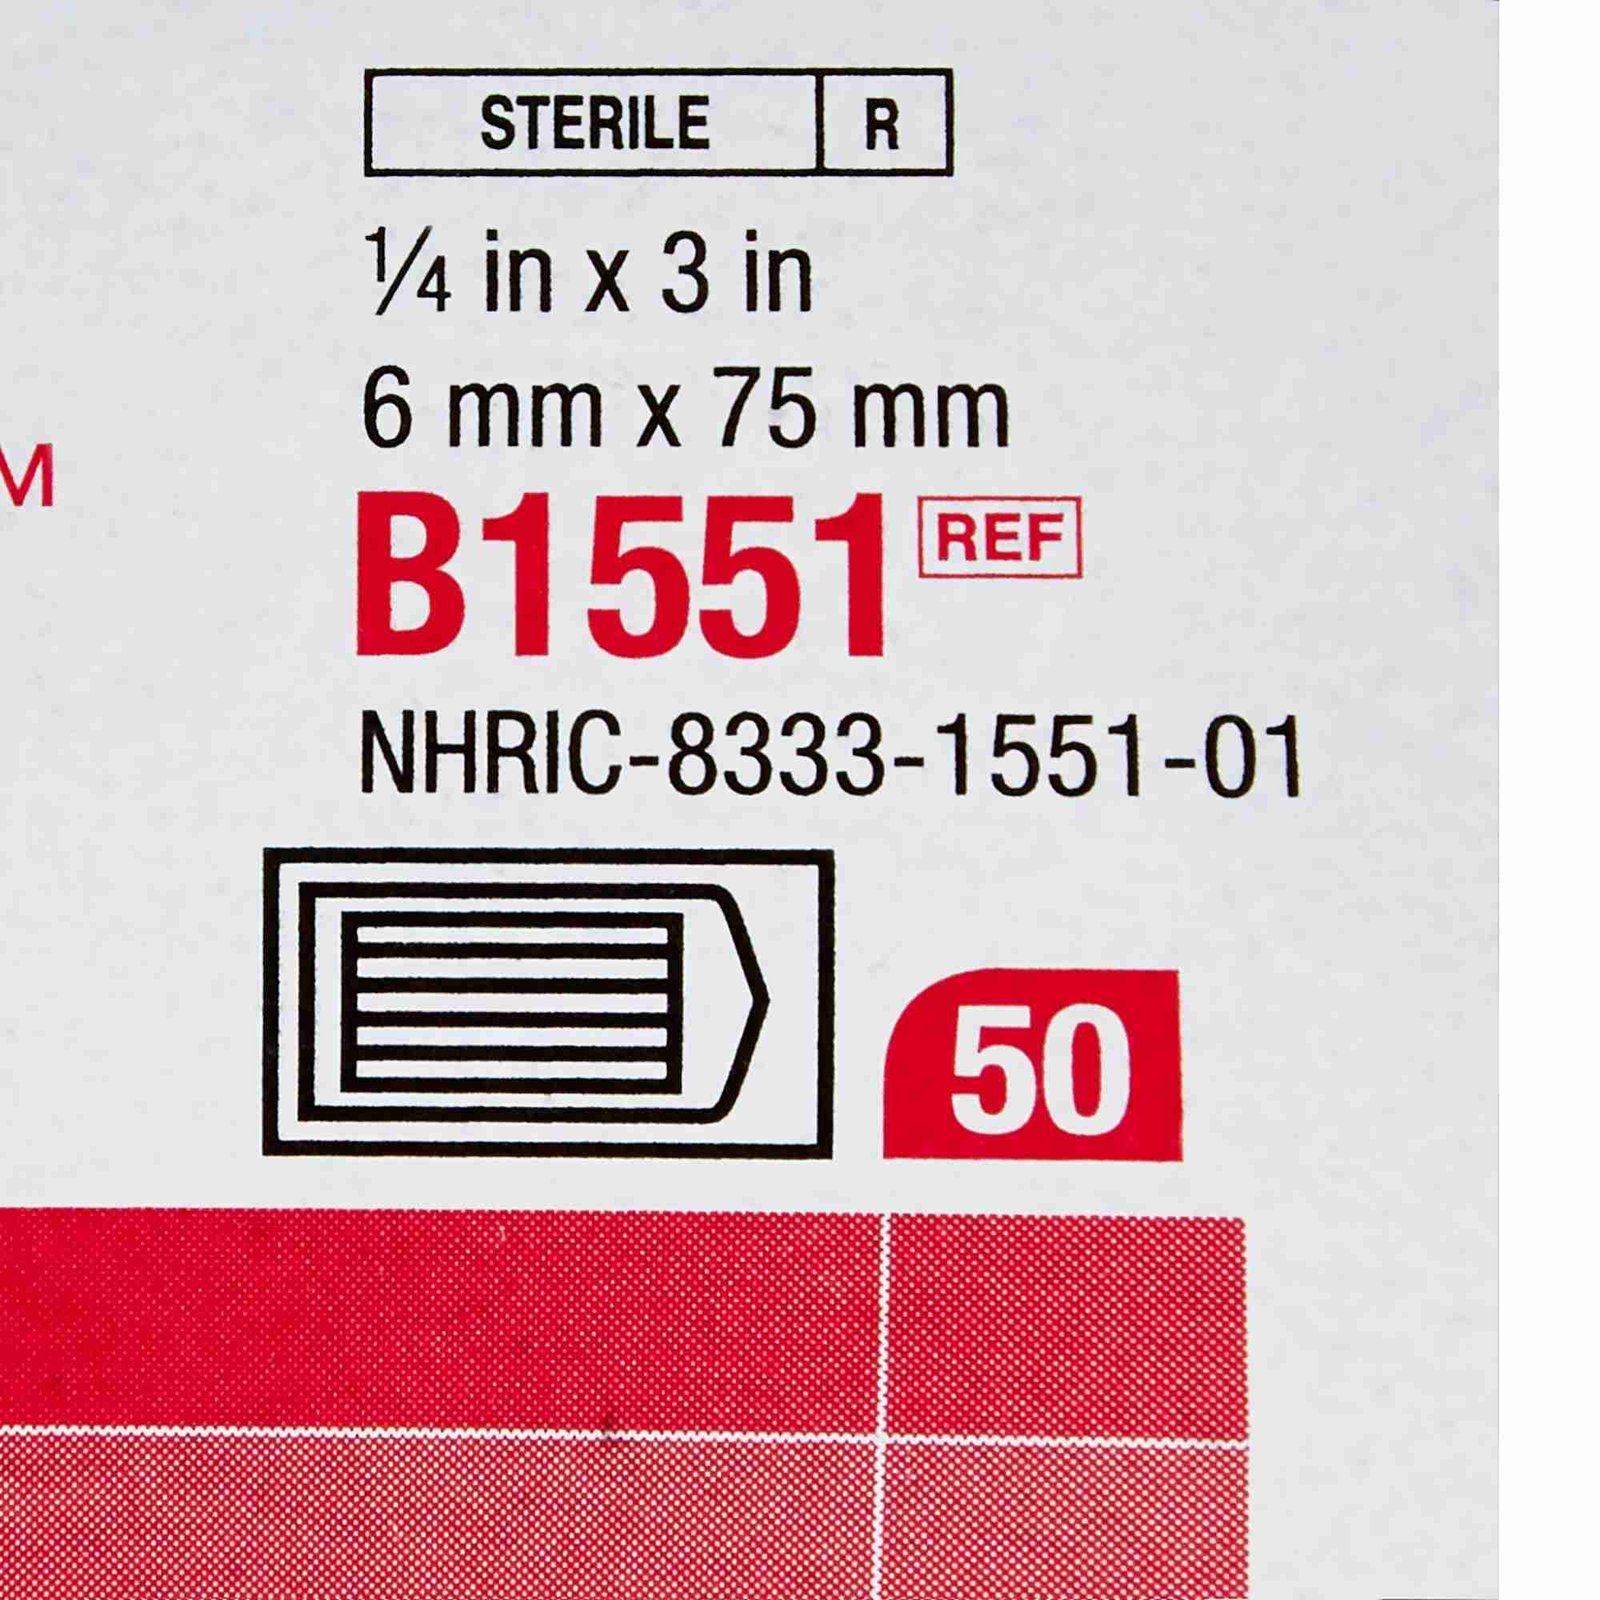 STERILE R
¼ in x 3 in
6 mm x 75 mm
M
B1551 REF
NHRIC-8333-1551-01
50